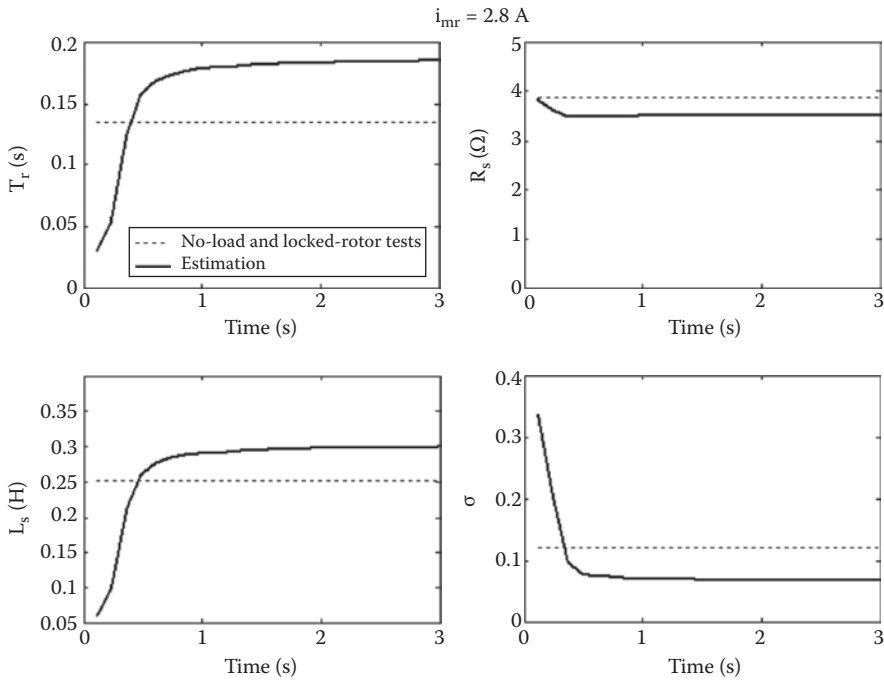 i_mr = 2.8 A
0.2
0.15
0.1
0.05
0
T_r (s)
No-load and locked-rotor tests
Estimation
0 1 2 3
Time (s)
5
4
3
2
1
0
R_s (Ω)
0 1 2 3
Time (s)
0.35
0.3
0.25
0.2
0.15
0.1
0.05
L_s (H)
0 1 2 3
Time (s)
0.4
0.3
0.2
0.1
0
σ
0 1 2 3
Time (s)